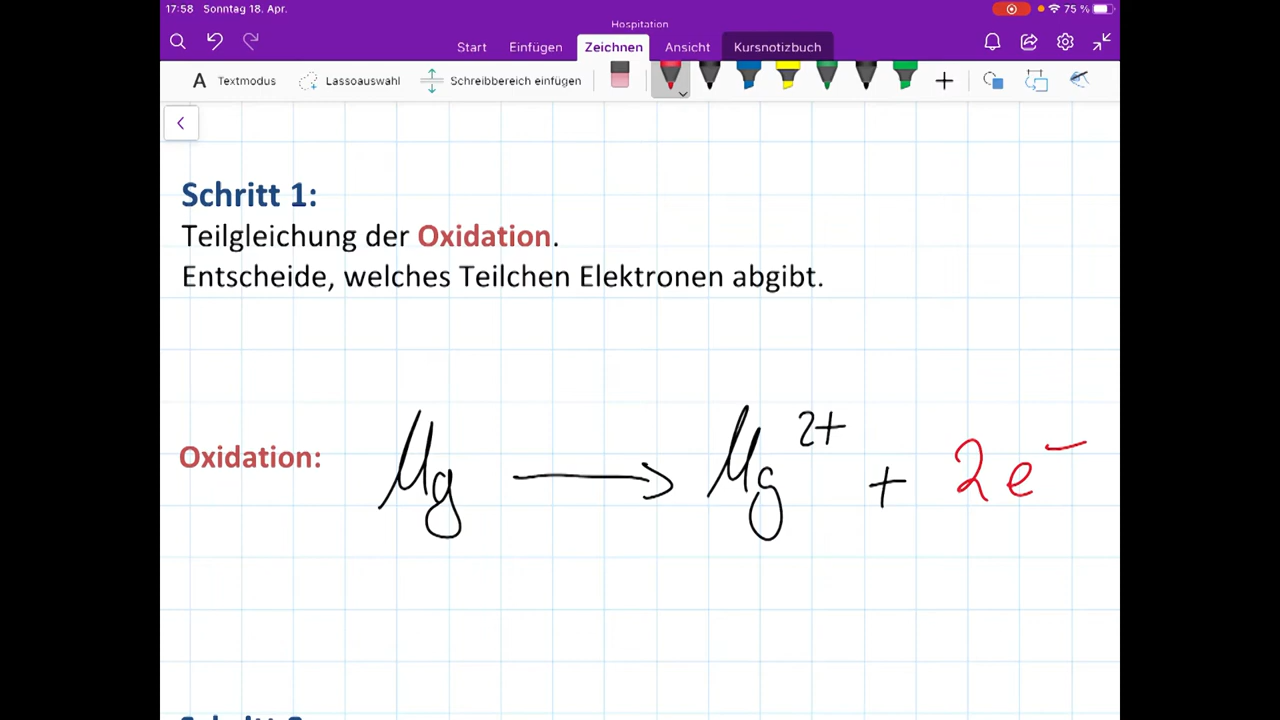 17:58 Sonntag 18. Apr.
75 %
Hospitation
Start Einfügen Zeichnen Ansicht Kursnotizbuch
A Textmodus Lassoauswahl Schreibbereich einfügen
Schritt 1:
Teilgleichung der Oxidation.
Entscheide, welches Teilchen Elektronen abgibt.
Oxidation: Mg → Mg²⁺ + 2e⁻